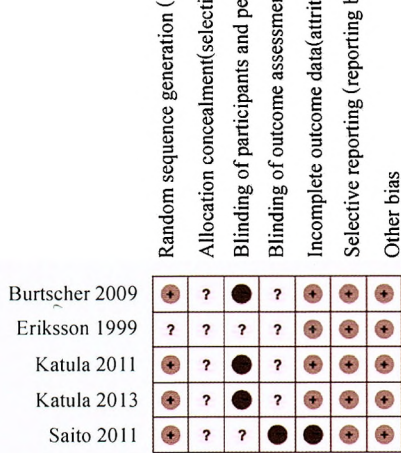 Random sequence generation (
Allocation concealment(selecti
Blinding of participants and pe
Blinding of outcome assessmen
Incomplete outcome data(attrit
Selective reporting (reporting b
Other bias
Burtscher 2009 + ? ? + + +
Eriksson 1999 ? ? ? ? + + +
Katula 2011 + ? ? + + +
Katula 2013 + ? ? + + +
Saito 2011 + ? ? + +